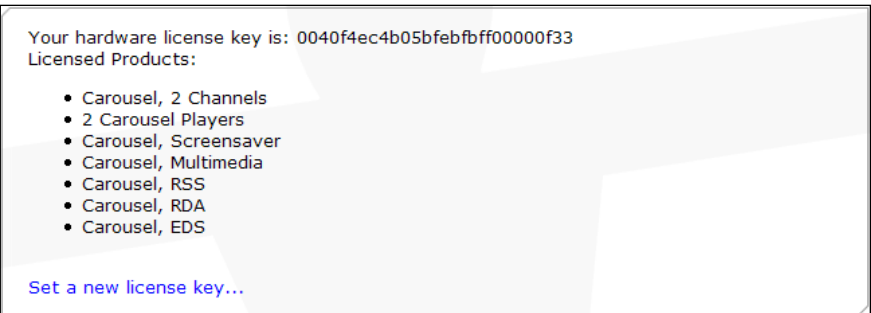 Your hardware license key is: 0040f4ec4b05bfebfbff00000f33
Licensed Products:
• Carousel, 2 Channels
• 2 Carousel Players
• Carousel, Screensaver
• Carousel, Multimedia
• Carousel, RSS
• Carousel, RDA
• Carousel, EDS
Set a new license key...